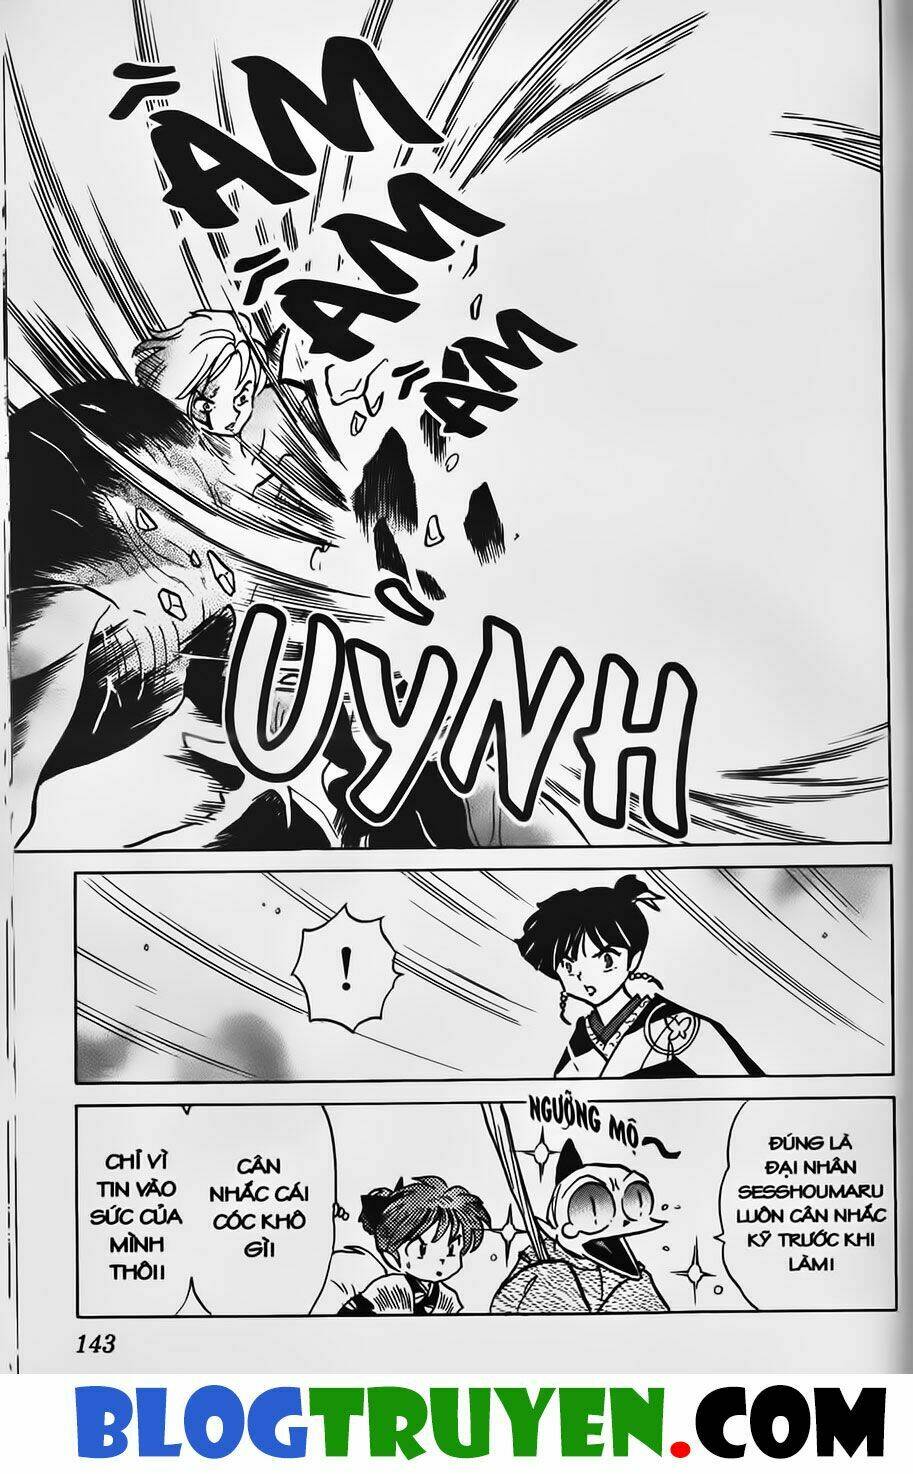 ẦM
ẦM
ẦM
UỲNH
!
NGƯỠNG MỘ~
ĐÚNG LÀ
ĐẠI NHÂN
SESSHOUMARU
LUÔN CÂN NHẮC
KỸ TRƯỚC KHI
LÀM!
CÂN
NHẮC CÁI
CÓC KHÔ
GÌ!
CHỈ VÌ
TIN VÀO
SỨC CỦA
MÌNH
THÔI!
143
BLOGTRUYEN.COM